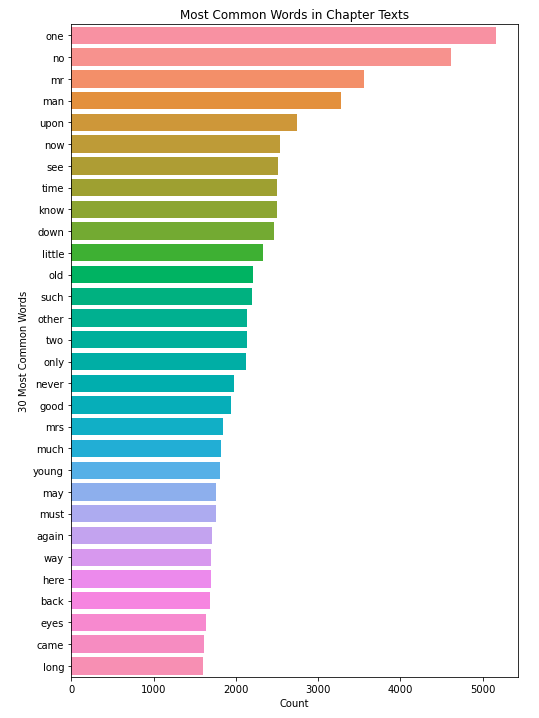 Most Common Words in Chapter Texts
one
no
mr
man
upon
now
see
time
know
down
little
old
such
other
two
only
never
good
mrs
much
young
may
must
again
way
here
back
eyes
came
long
30 Most Common Words
0 1000 2000 3000 4000 5000
Count